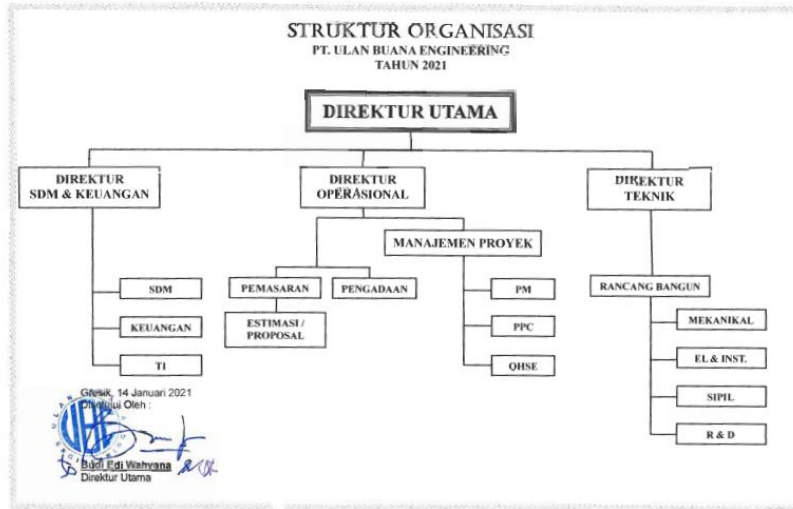 STRUKTUR ORGANISASI
PT. ULAN BUANA ENGINEERING
TAHUN 2021
DIREKTUR UTAMA
DIREKTUR
SDM & KEUANGAN
DIREKTUR
OPERASIONAL
DIREKTUR
TEKNIK
MANAJEMEN PROYEK
SDM
KEUANGAN
TI
PEMASARAN
PENGADAAN
ESTIMASI /
PROPOSAL
PM
PPC
QHSE
RANCANG BANGUN
MEKANIKAL
EL & INST.
SIPIL
R & D
Gresik, 14 Januari 2021
Disetujui Oleh :
Budi Edi Wahyana
Direktur Utama